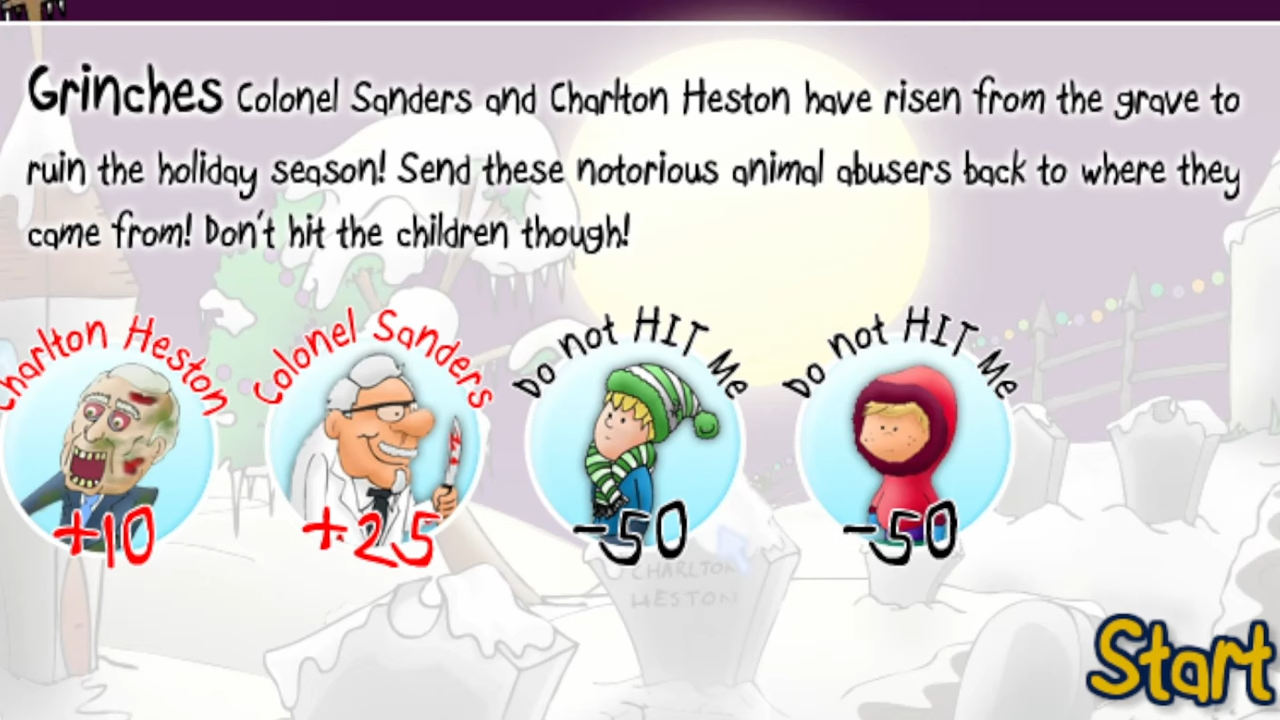 Grinches Colonel Sanders and Charlton Heston have risen from the grave to
ruin the holiday season! Send these notorious animal abusers back to where they
came from! Don't hit the children though!
Charlton Heston
Colonel Sanders
Do not HIT Me
Do not HIT Me
+10
+25
-50
-50
CHARLTON
HESTON
Start